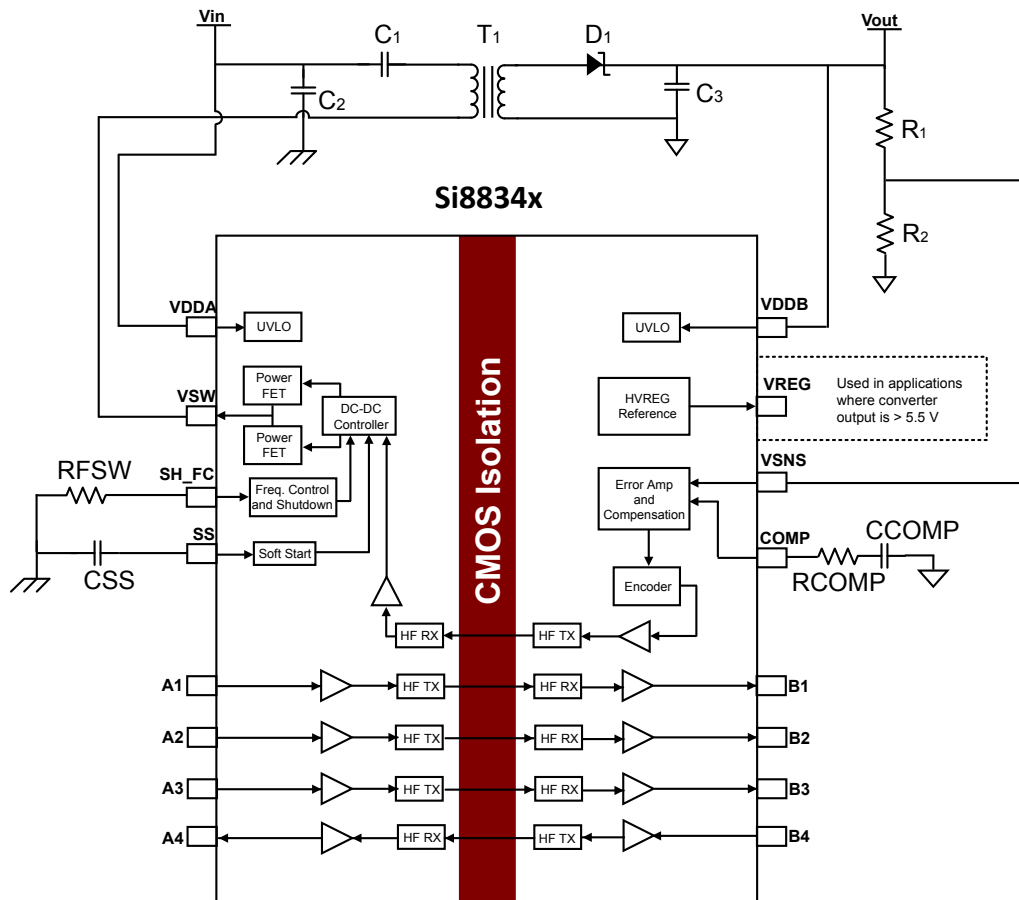 Vin
C1
T1
D1
Vout
C2
C3
R1
R2
Si8834x
CMOS Isolation
VDDA
UVLO
VSW
Power
FET
Power
FET
DC-DC
Controller
RFSW
SH_FC
Freq. Control
and Shutdown
SS
Soft Start
CSS
UVLO
VDDB
HVREG
Reference
VREG
Used in applications
where converter
output is > 5.5 V
VSNS
Error Amp
and
Compensation
COMP
CCOMP
RCOMP
Encoder
HF RX
HF TX
A1
HF TX
HF RX
B1
A2
HF TX
HF RX
B2
A3
HF TX
HF RX
B3
A4
HF RX
HF TX
B4